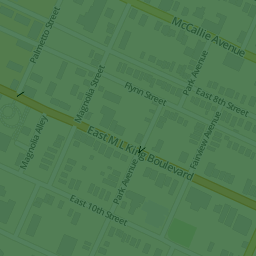 Palmetto Street
McCallie Avenue
Magnolia Street
Flynn Street
Park Avenue
East 8th Street
Magnolia Alley
East M L King Boulevard
Fairview Avenue
Park Avenue
East 10th Street